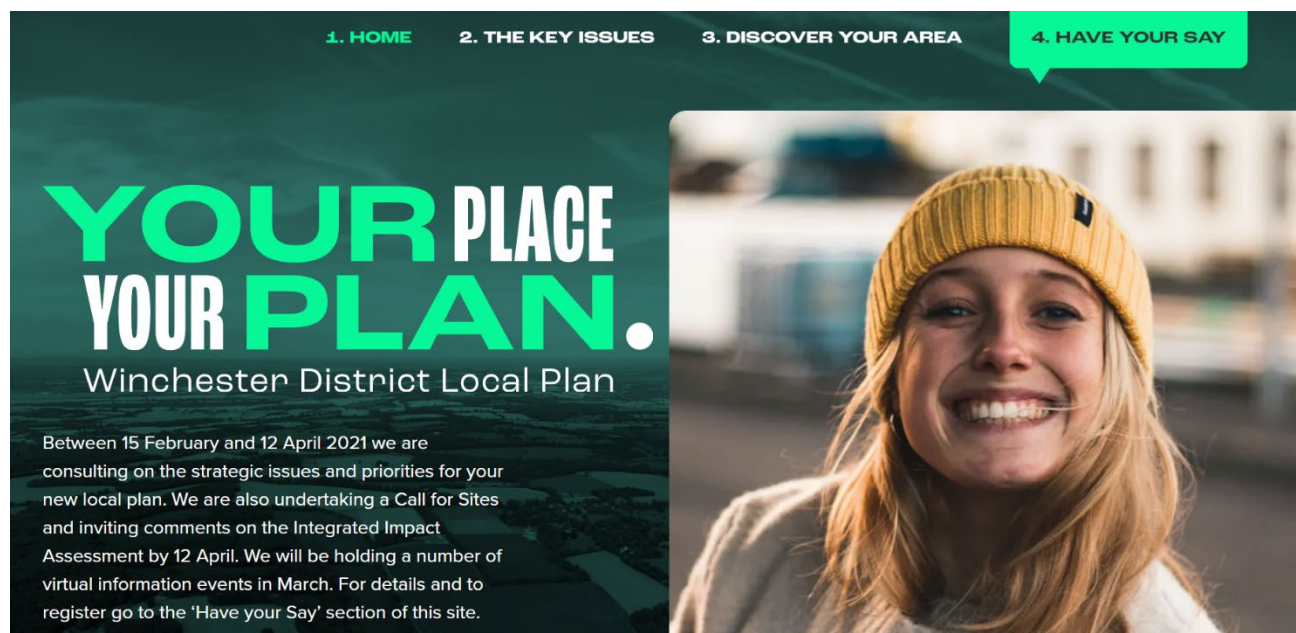 1. HOME 2. THE KEY ISSUES 3. DISCOVER YOUR AREA 4. HAVE YOUR SAY
YOUR PLACE
YOUR PLAN.
Winchester District Local Plan
Between 15 February and 12 April 2021 we are
consulting on the strategic issues and priorities for your
new local plan. We are also undertaking a Call for Sites
and inviting comments on the Integrated Impact
Assessment by 12 April. We will be holding a number of
virtual information events in March. For details and to
register go to the ‘Have your Say’ section of this site.